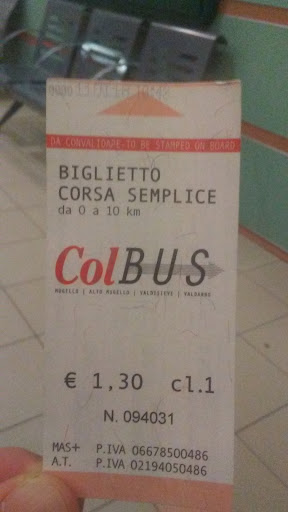 DA CONVALIDARE-TO BE STAMPED ON BOARD
BIGLIETTO
CORSA SEMPLICE
da 0 a 10 km
ColBUS
MUGELLO | ALTO MUGELLO | VALDISIEVE | VALDARNO
€ 1,30 cl.1
N. 094031
MAS+ P.IVA 06678500486
A.T. P.IVA 02194050486